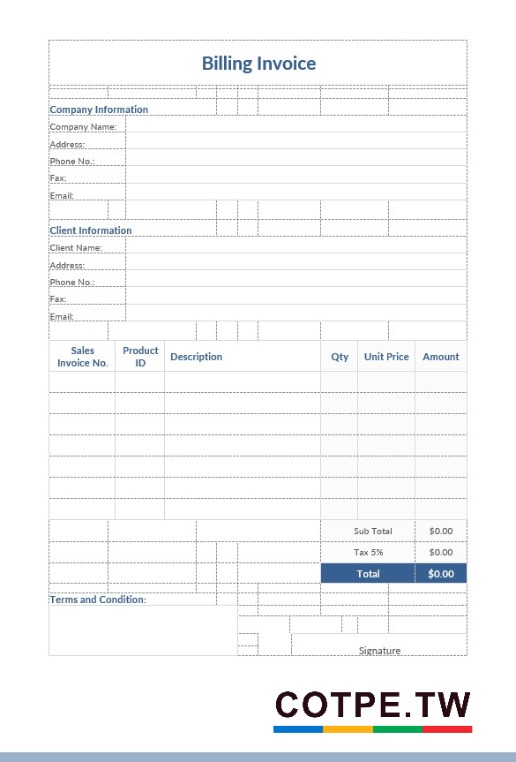 Billing Invoice
Company Information
Company Name:
Address:
Phone No.:
Fax:
Email:
Client Information
Client Name:
Address:
Phone No.:
Fax:
Email:
Sales Invoice No. Product ID Description Qty Unit Price Amount
Sub Total $0.00
Tax 5% $0.00
Total $0.00
Terms and Condition:
Signature
COTPE.TW